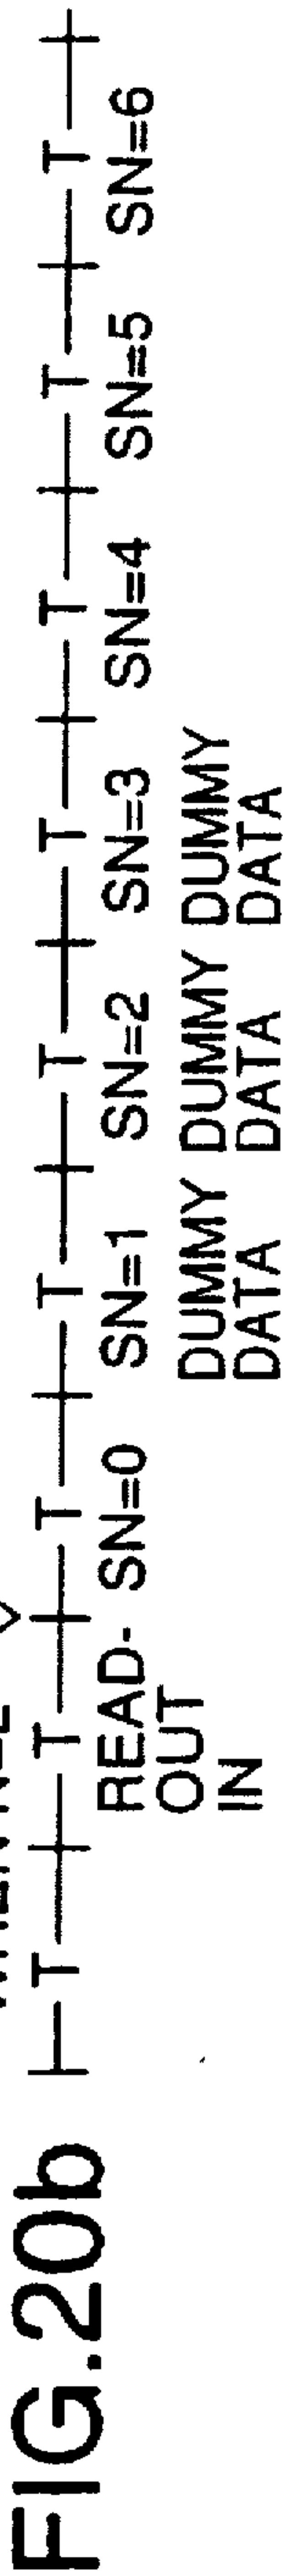 FIG.20b T T T T T T T T T
READ- SN=0 SN=1 SN=2 SN=3 SN=4 SN=5 SN=6
OUT
IN
DUMMY DUMMY DUMMY
DATA DATA DATA